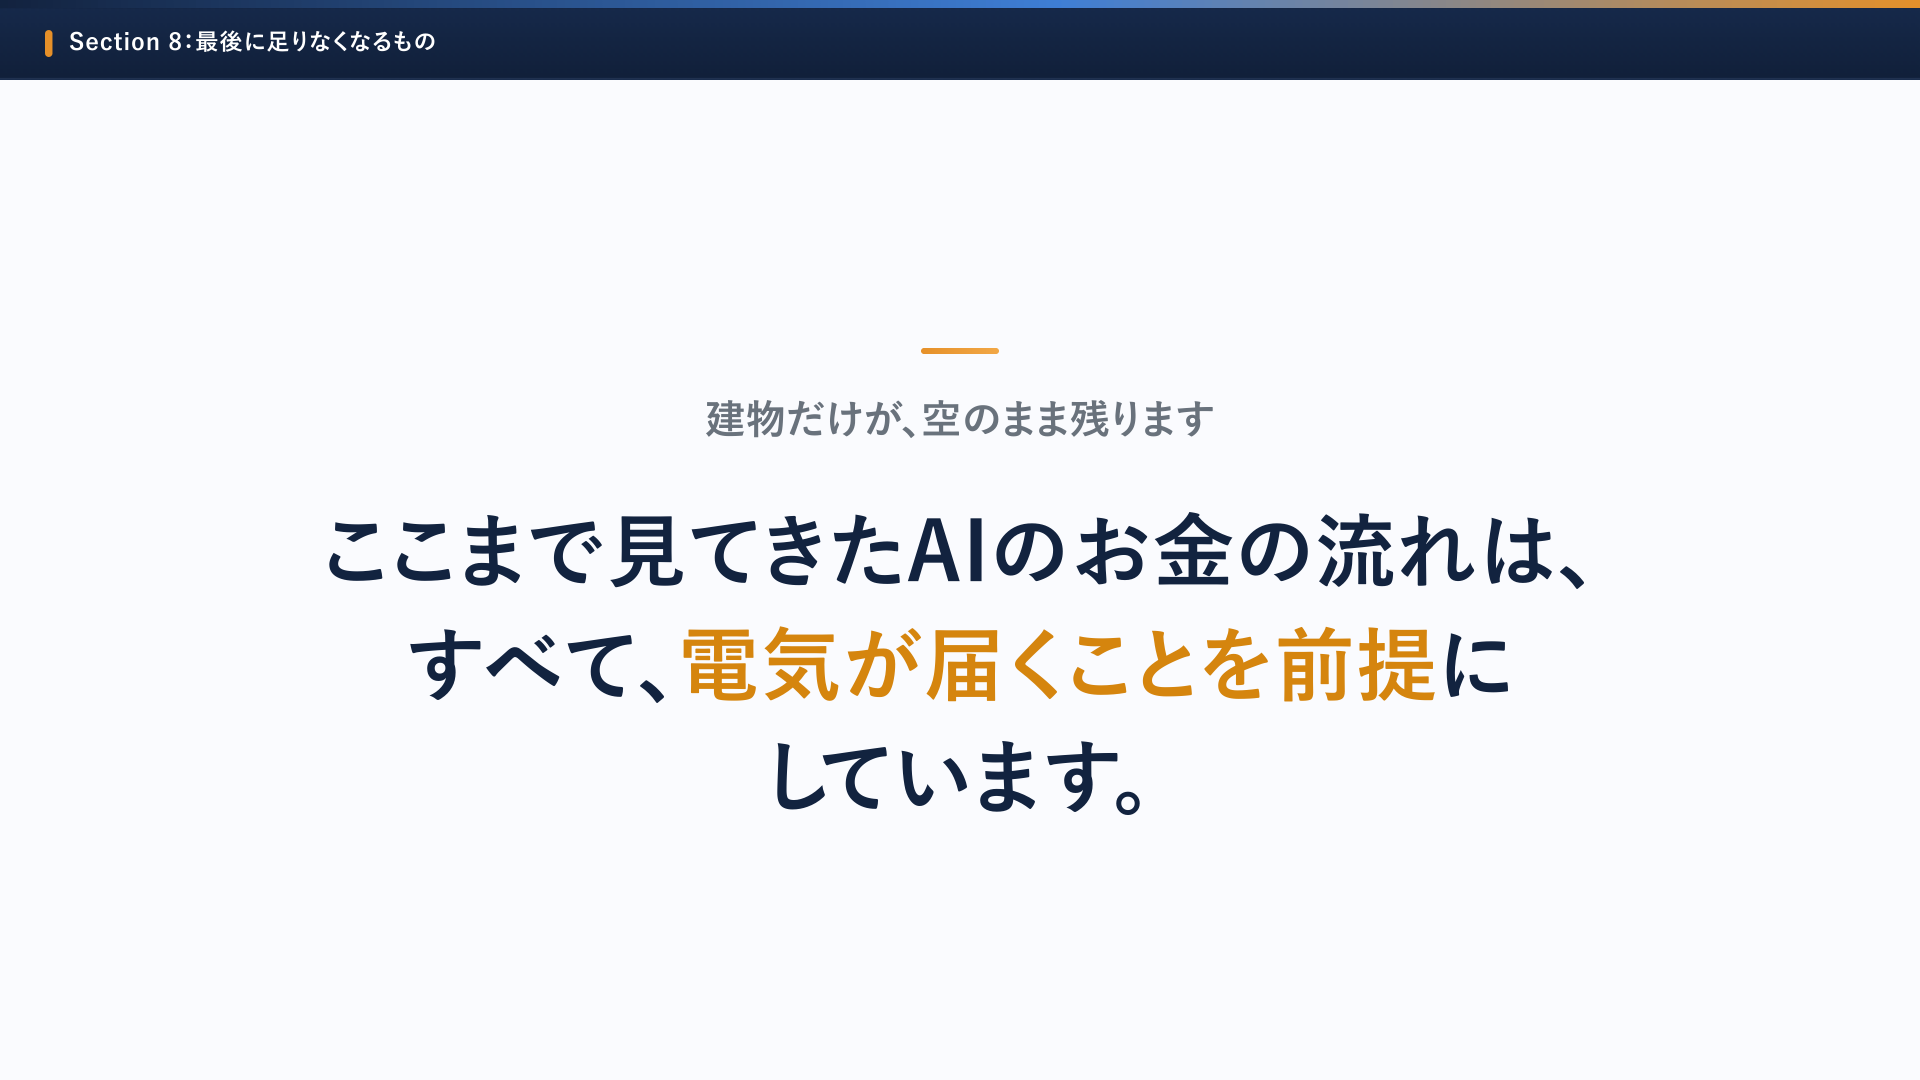 Section 8：最後に足りなくなるもの
建物だけが、空のまま残ります
ここまで見てきたAIのお金の流れは、
すべて、電気が届くことを前提に
しています。